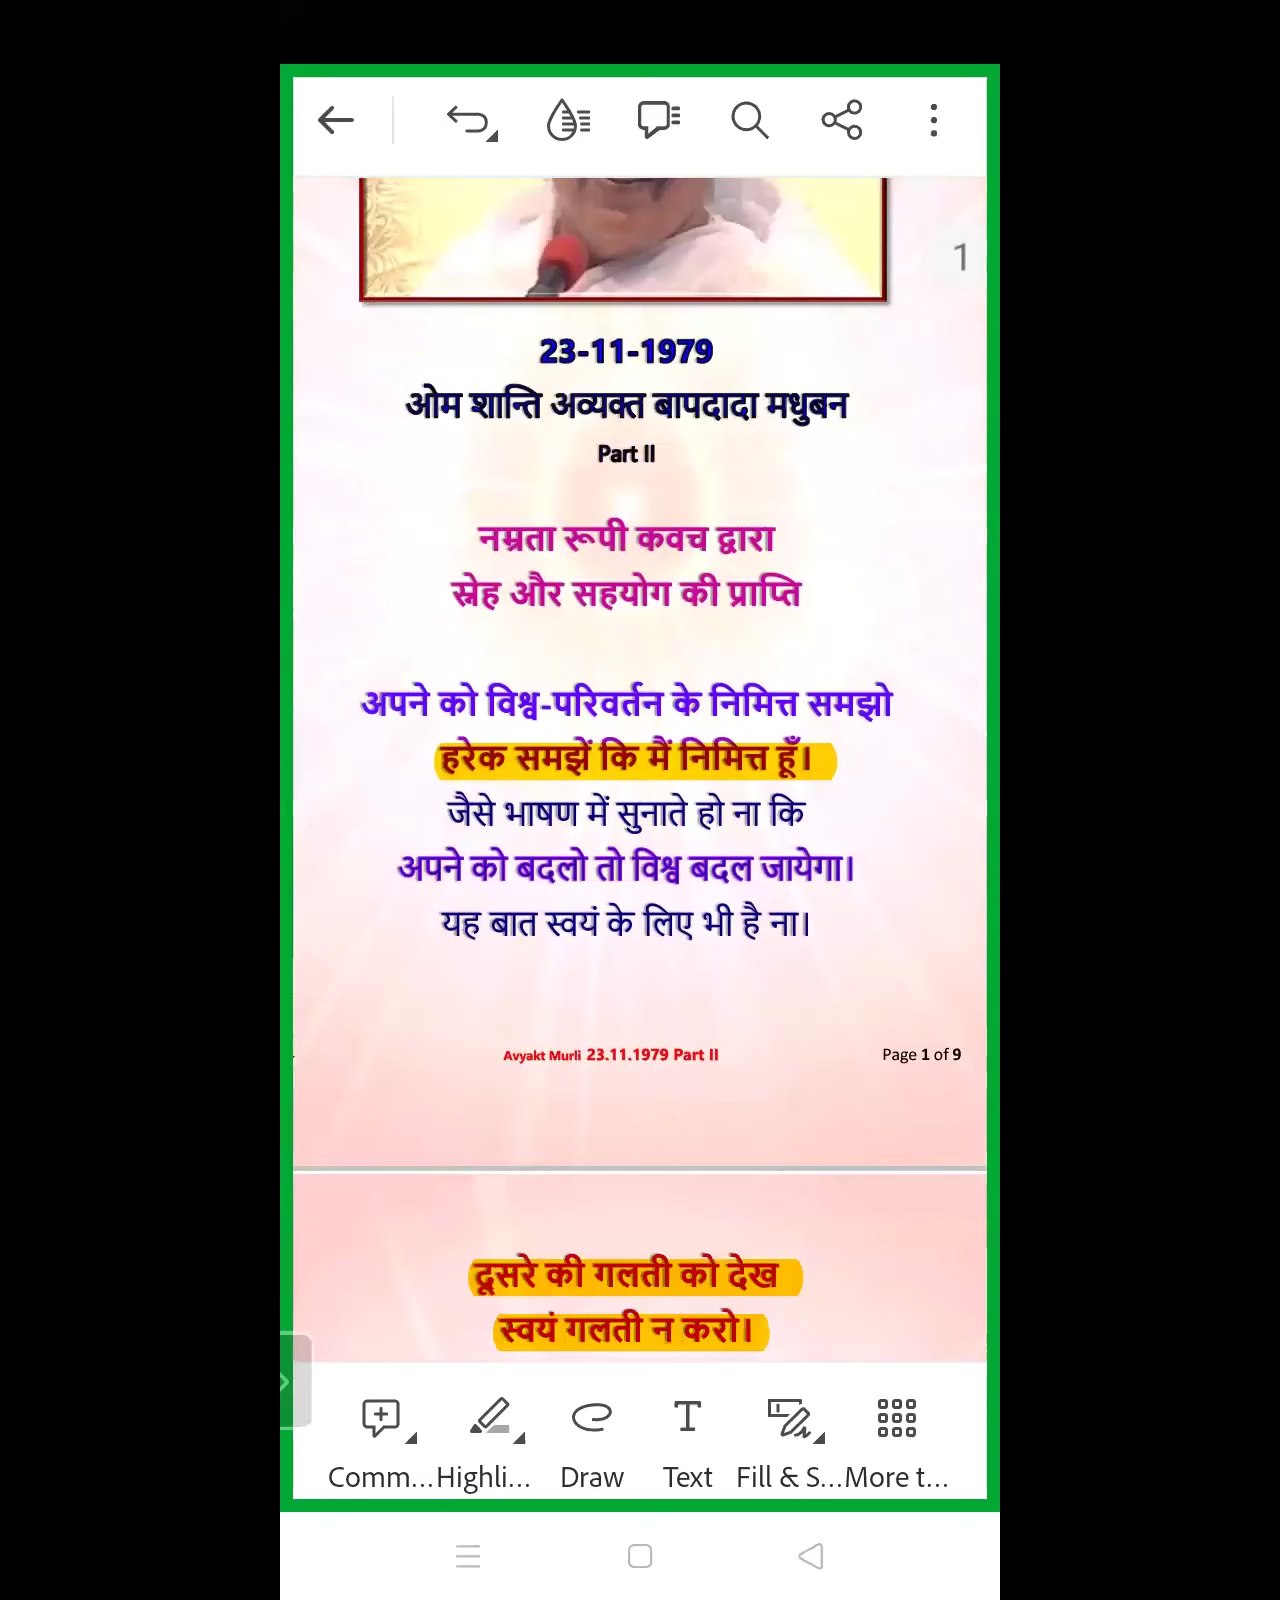 1
23-11-1979
ओम शान्ति अव्यक्त बापदादा मधुबन
Part II
नम्रता रूपी कवच द्वारा
स्नेह और सहयोग की प्राप्ति
अपने को विश्व-परिवर्तन के निमित्त समझो
हरेक समझें कि मैं निमित्त हूँ।
जैसे भाषण में सुनाते हो ना कि
अपने को बदलो तो विश्व बदल जायेगा।
यह बात स्वयं के लिए भी है ना।
Avyakt Murli 23.11.1979 Part II Page 1 of 9
दूसरे की गलती को देख
स्वयं गलती न करो।
Comm... Highli... Draw Text Fill & S... More t...